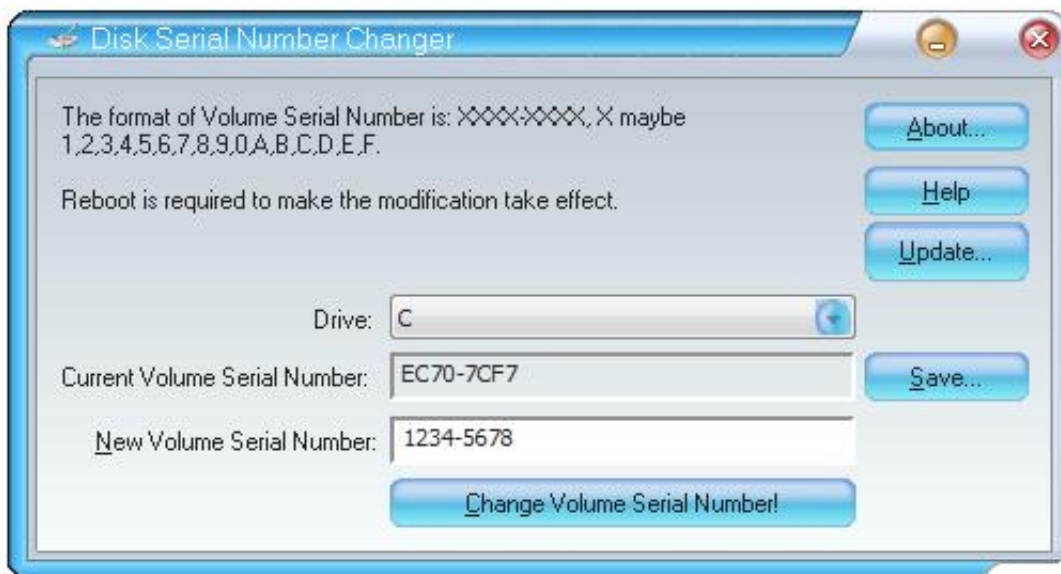 Disk Serial Number Changer
The format of Volume Serial Number is: XXXX-XXXX, X maybe
1,2,3,4,5,6,7,8,9,0,A,B,C,D,E,F.
About...
Reboot is required to make the modification take effect.
Help
Update...
Drive: C
Current Volume Serial Number: EC70-7CF7
Save...
New Volume Serial Number: 1234-5678
Change Volume Serial Number!